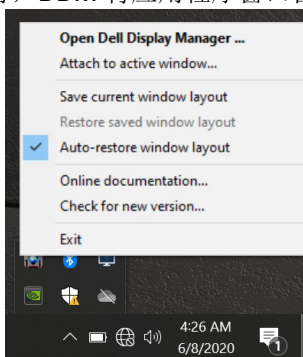 Open Dell Display Manager ...
Attach to active window...
Save current window layout
Restore saved window layout
Auto-restore window layout
Online documentation...
Check for new version...
Exit
4:26 AM
6/8/2020
1